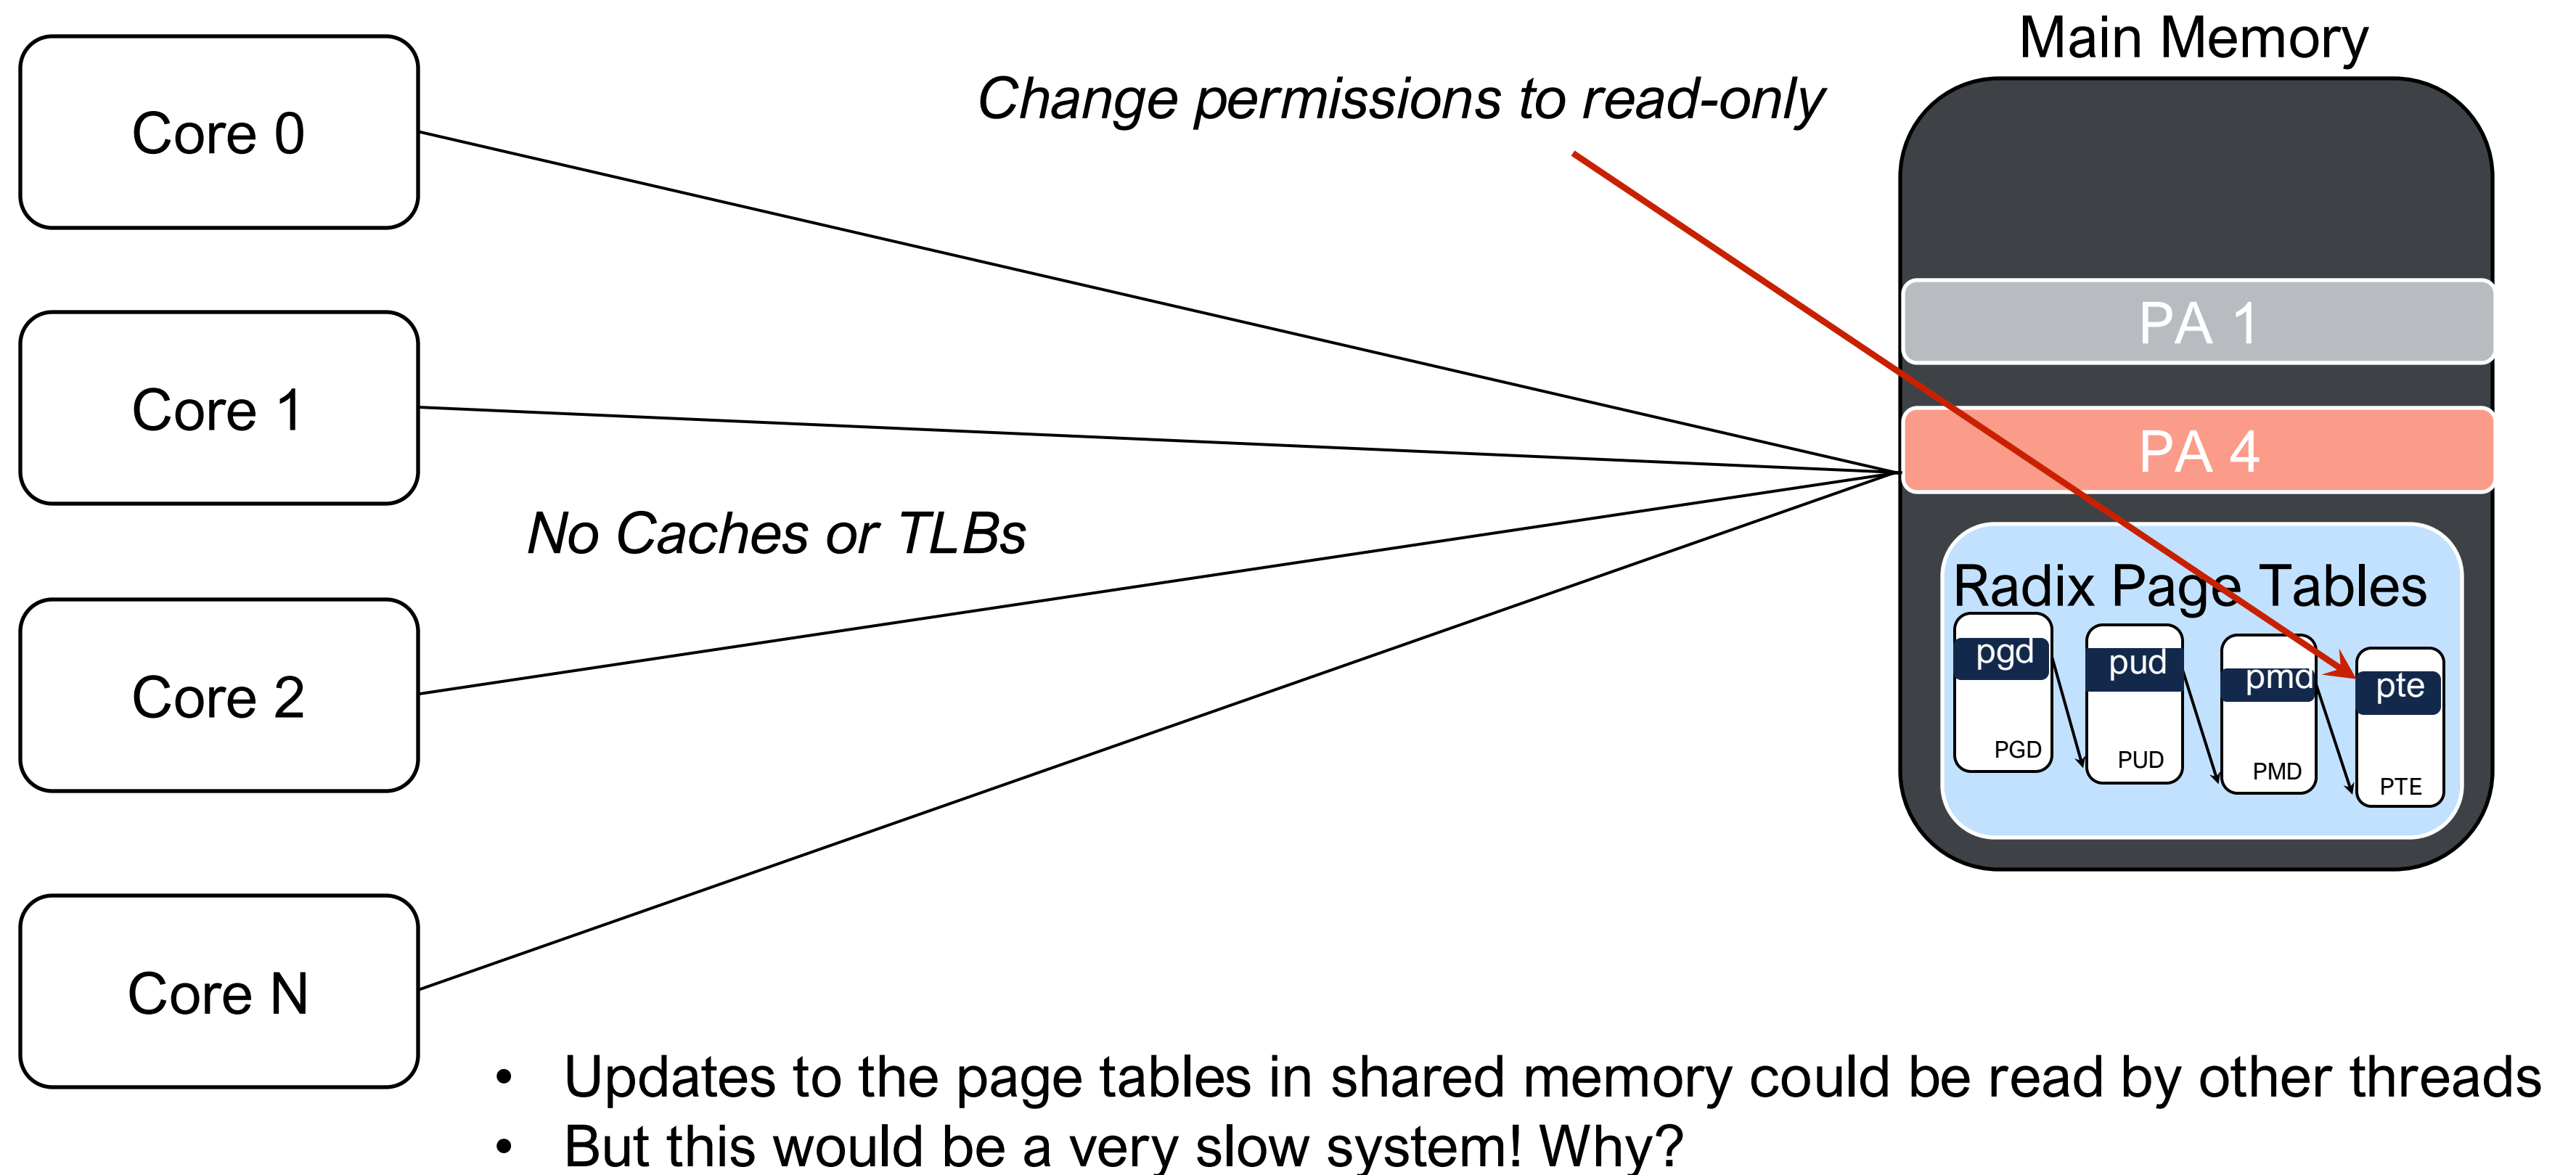 Main Memory
Change permissions to read-only
Core 0
PA 1
Core 1
PA 4
No Caches or TLBs
Radix Page Tables
pgd
pud
pmd
pte
PGD
PUD
PMD
PTE
Core 2
Core N
• Updates to the page tables in shared memory could be read by other threads
• But this would be a very slow system! Why?